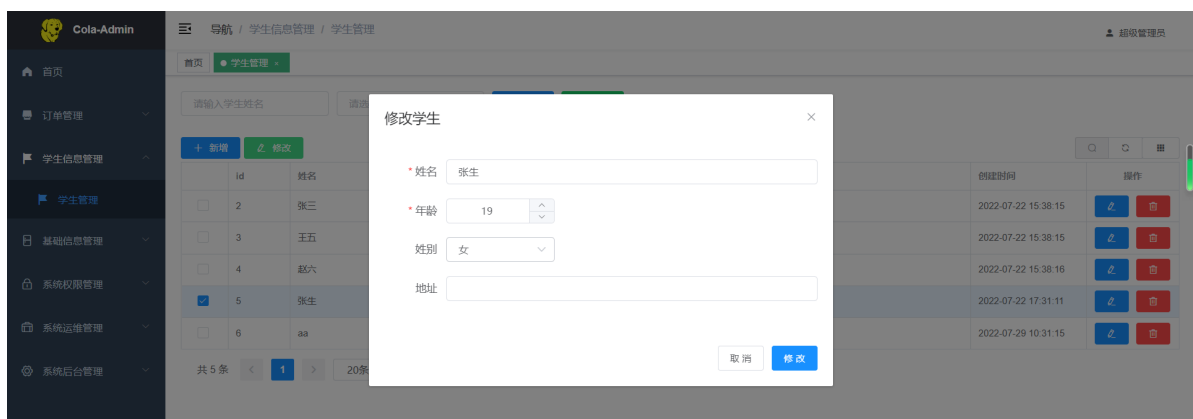 Cola-Admin
导航 / 学生信息管理 / 学生管理
超级管理员
首页
学生管理 ×
首页
订单管理
学生信息管理
学生管理
基础信息管理
系统权限管理
系统运维管理
系统后台管理
请输入学生姓名
请选
+ 新增
修改
id 姓名 创建时间 操作
2 张三 2022-07-22 15:38:15
3 王五 2022-07-22 15:38:15
4 赵六 2022-07-22 15:38:16
5 张生 2022-07-22 17:31:11
6 aa 2022-07-29 10:31:15
共 5 条 < 1 > 20条
修改学生 ×
* 姓名 张生
* 年龄 19
姓别 女
地址
取 消 修 改